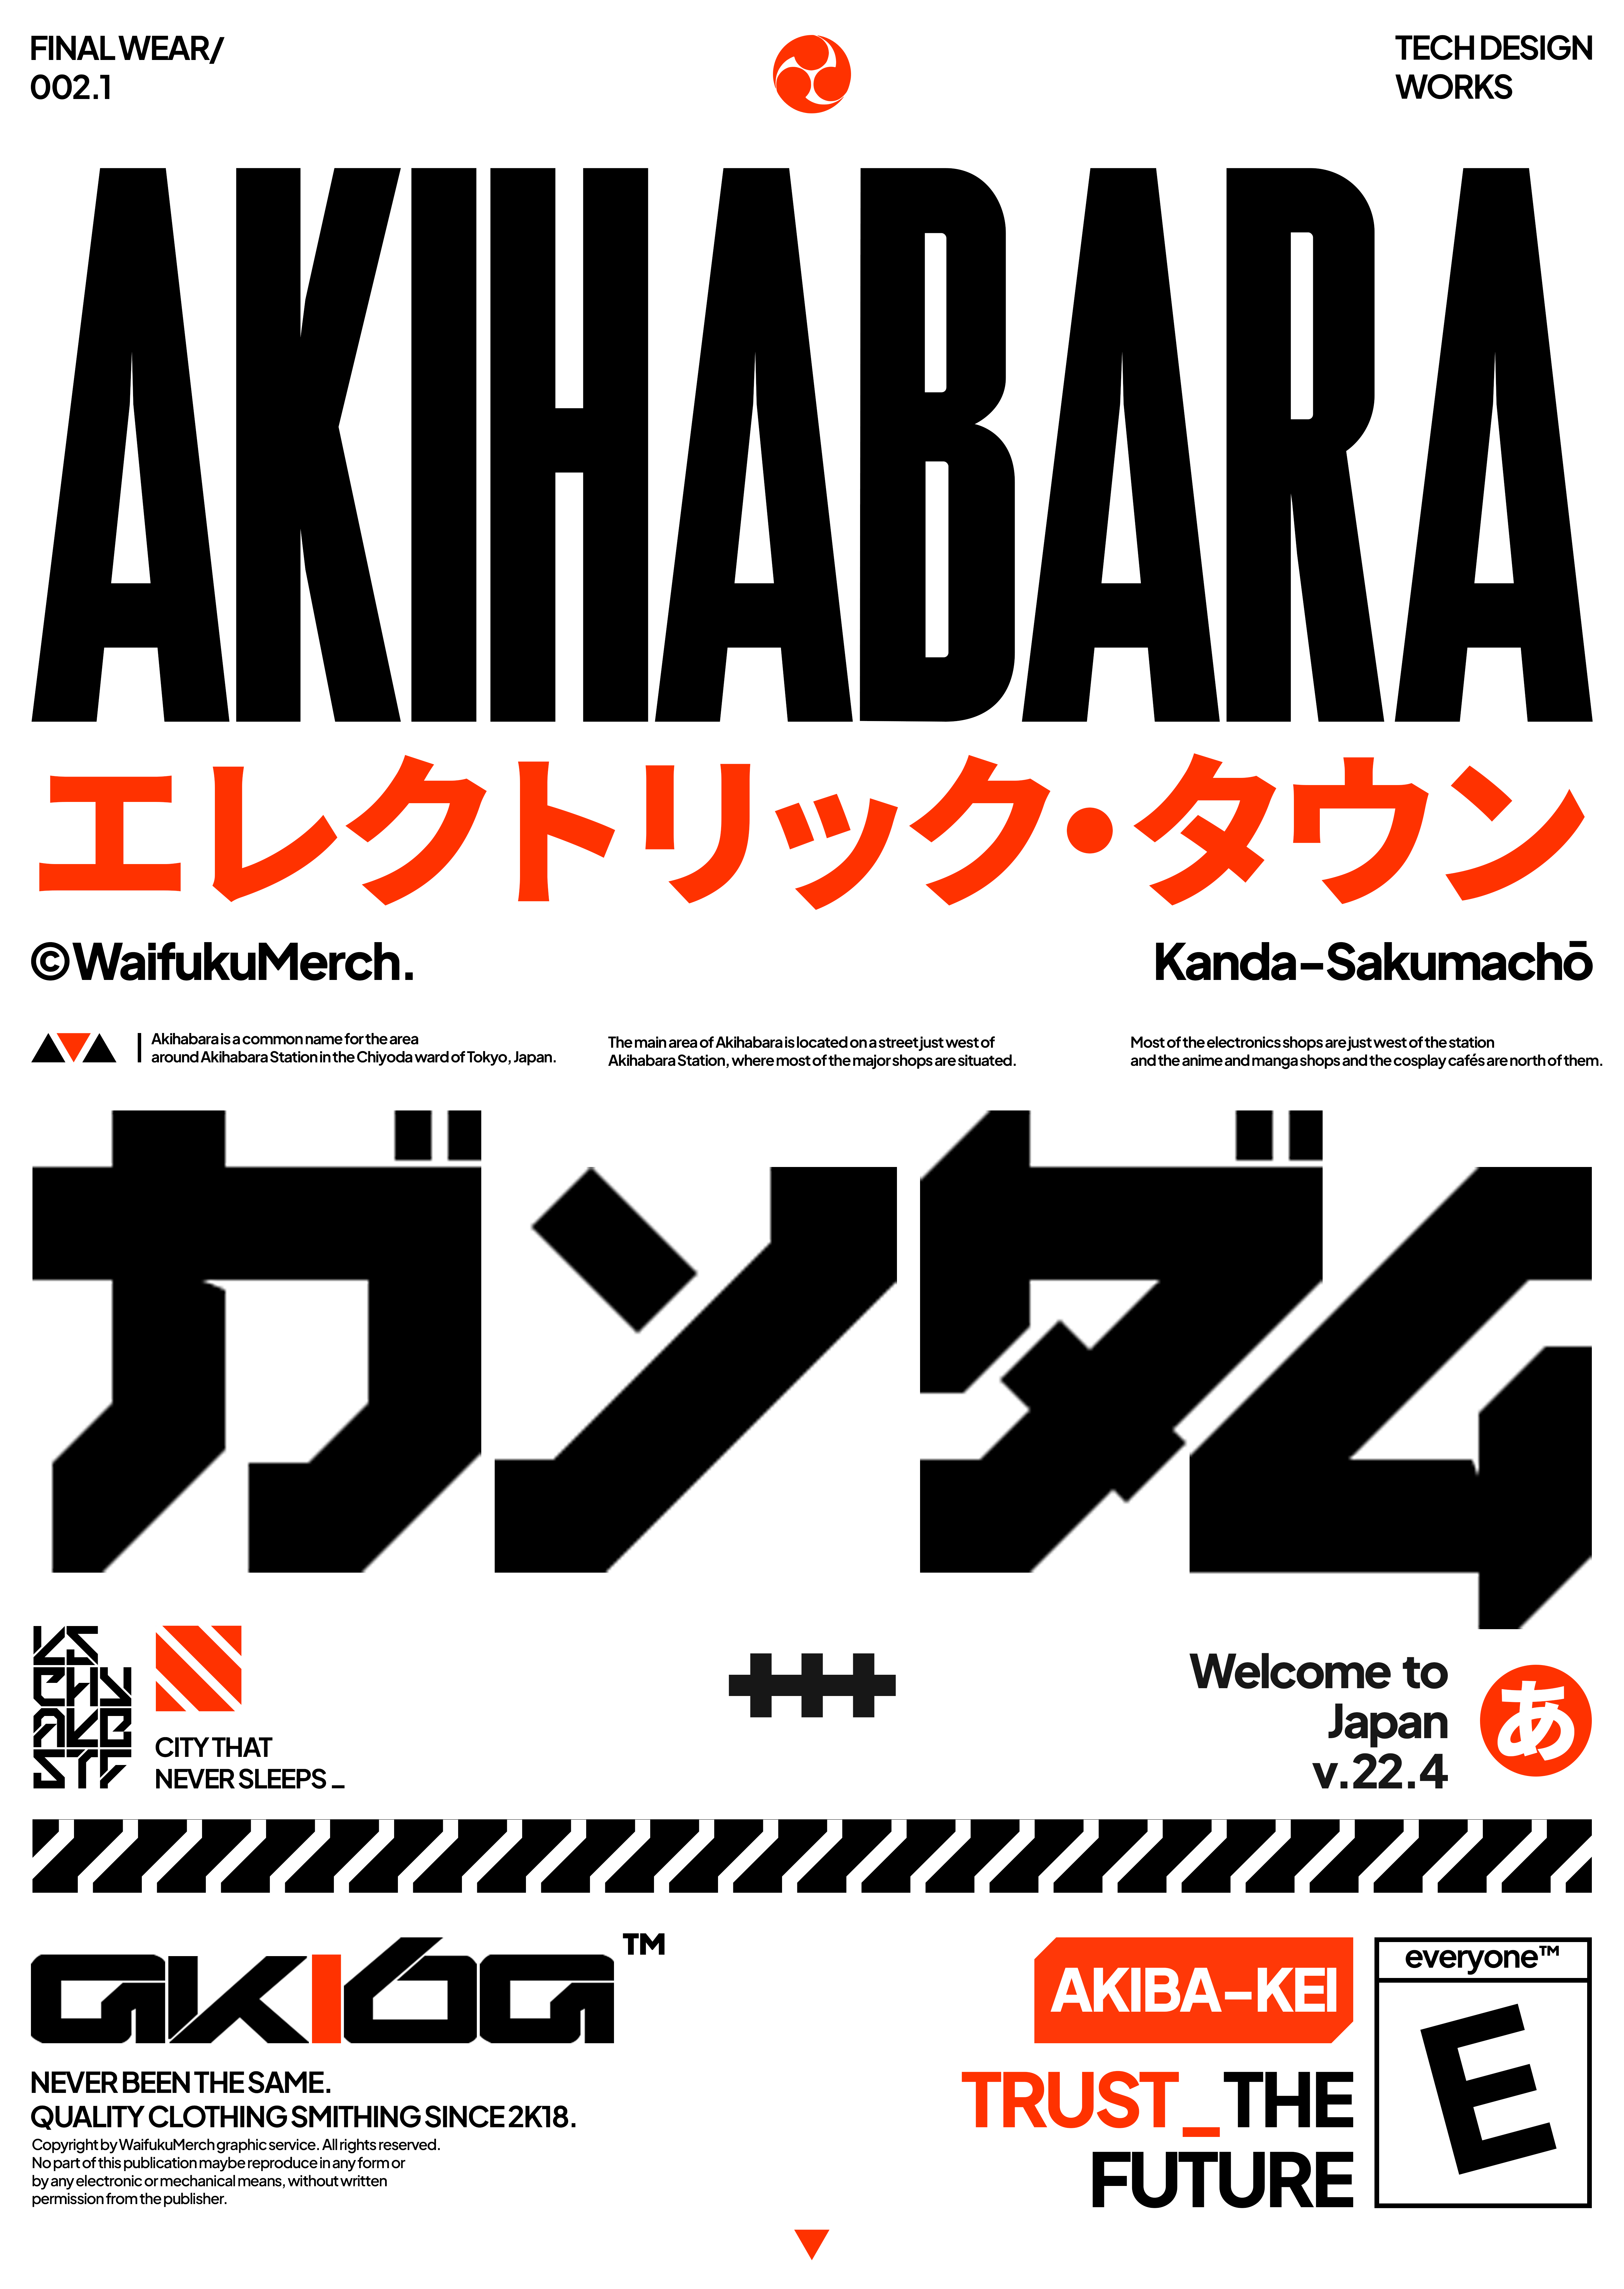 FINAL WEAR/
002.1
TECH DESIGN
WORKS
AKIHABARA
エレクトリック・タウン
©WaifukuMerch.
Kanda-Sakumachō
Akihabara is a common name for the area
around Akihabara Station in the Chiyoda ward of Tokyo, Japan.
The main area of Akihabara is located on a street just west of
Akihabara Station, where most of the major shops are situated.
Most of the electronics shops are just west of the station
and the anime and manga shops and the cosplay cafés are north of them.
ガンダム
CITY THAT
NEVER SLEEPS _
Welcome to
Japan
v.22.4
あ
akiba™
NEVER BEEN THE SAME.
QUALITY CLOTHING SMITHING SINCE 2K18.
Copyright by WaifukuMerch graphic service. All rights reserved.
No part of this publication maybe reproduce in any form or
by any electronic or mechanical means, without written
permission from the publisher.
AKIBA-KEI
TRUST_THE
FUTURE
everyone™
E